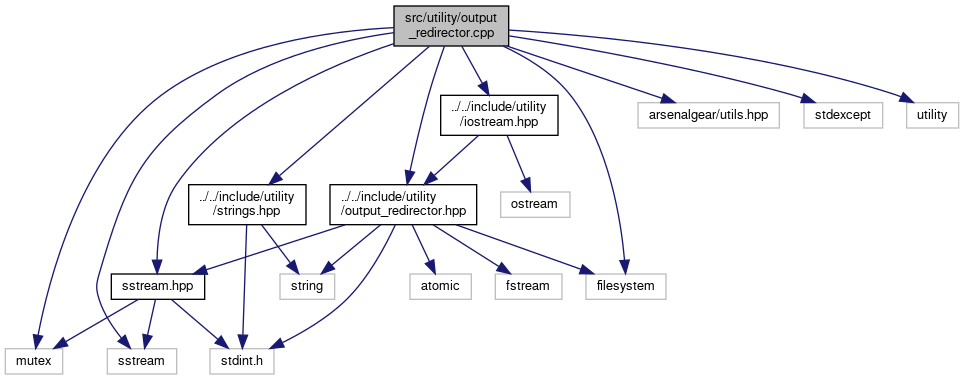 src/utility/output
_redirector.cpp
../../include/utility
/iostream.hpp
arsenalgear/utils.hpp
stdexcept
utility
../../include/utility
/strings.hpp
../../include/utility
/output_redirector.hpp
ostream
sstream.hpp
string
atomic
fstream
filesystem
mutex
sstream
stdint.h